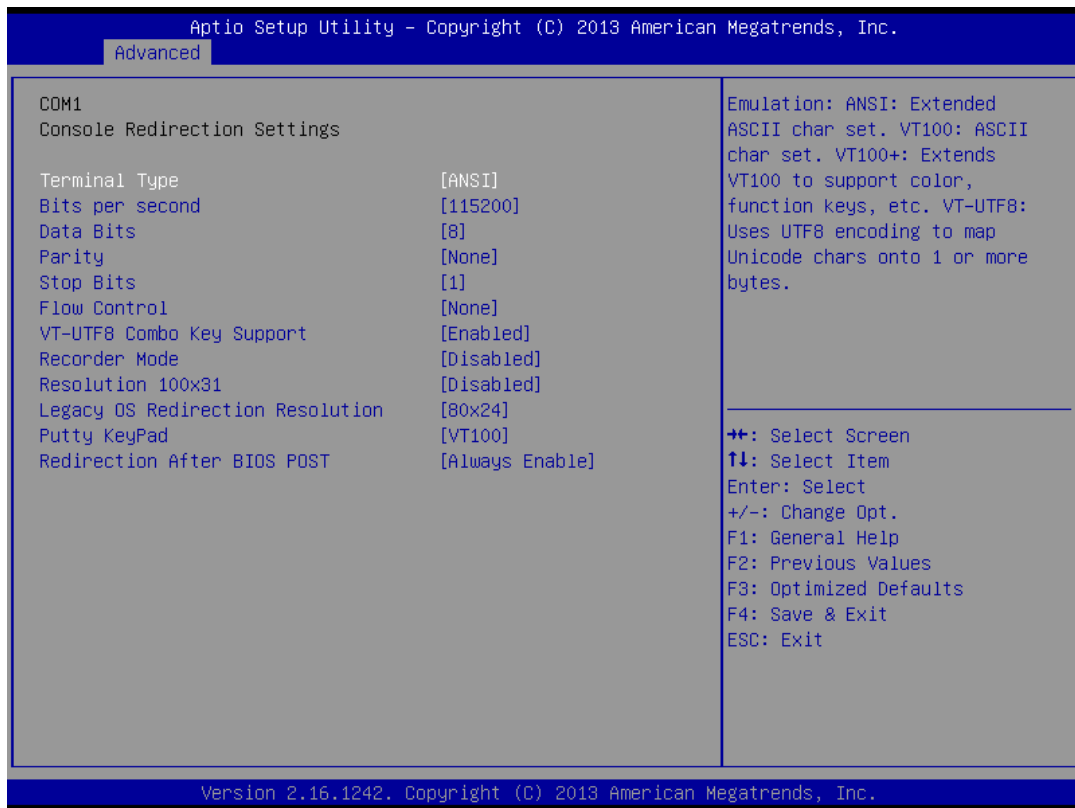 Aptio Setup Utility – Copyright (C) 2013 American Megatrends, Inc.
Advanced
COM1
Console Redirection Settings
Terminal Type [ANSI]
Bits per second [115200]
Data Bits [8]
Parity [None]
Stop Bits [1]
Flow Control [None]
VT-UTF8 Combo Key Support [Enabled]
Recorder Mode [Disabled]
Resolution 100x31 [Disabled]
Legacy OS Redirection Resolution [80x24]
Putty KeyPad [VT100]
Redirection After BIOS POST [Always Enable]
Emulation: ANSI: Extended
ASCII char set. VT100: ASCII
char set. VT100+: Extends
VT100 to support color,
function keys, etc. VT-UTF8:
Uses UTF8 encoding to map
Unicode chars onto 1 or more
bytes.
→←: Select Screen
↑↓: Select Item
Enter: Select
+/-: Change Opt.
F1: General Help
F2: Previous Values
F3: Optimized Defaults
F4: Save & Exit
ESC: Exit
Version 2.16.1242. Copyright (C) 2013 American Megatrends, Inc.